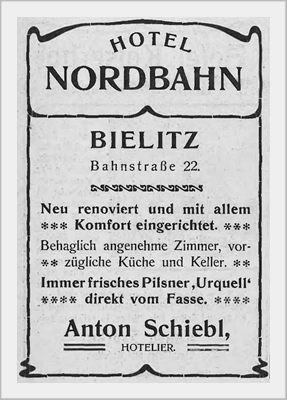 HOTEL
NORDBAHN
BIELITZ
Bahnstraße 22.
Neu renoviert und mit allem
*** Komfort eingerichtet. ***
Behaglich angenehme Zimmer, vor-
** zügliche Küche und Keller. **
Immer frisches Pilsner ‚Urquell‘
**** direkt vom Fasse. ****
Anton Schiebl,
HOTELIER.